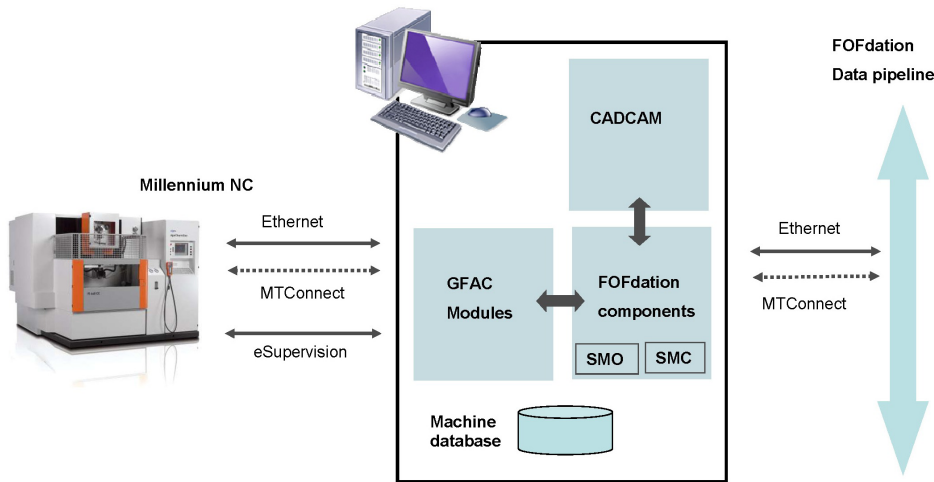 FOFdation
Data pipeline
CADCAM
Millennium NC
Ethernet
MTConnect
eSupervision
GFAC
Modules
FOFdation
components
SMO
SMC
Ethernet
MTConnect
Machine
database